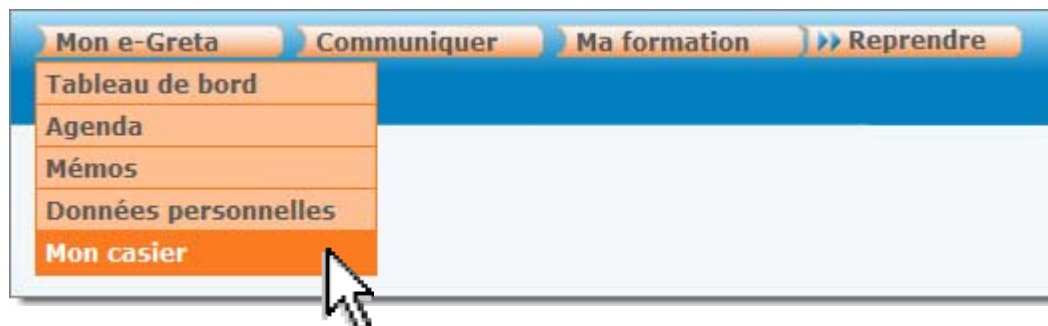 Mon e-Greta Communiquer Ma formation Reprendre
Tableau de bord
Agenda
Mémos
Données personnelles
Mon casier